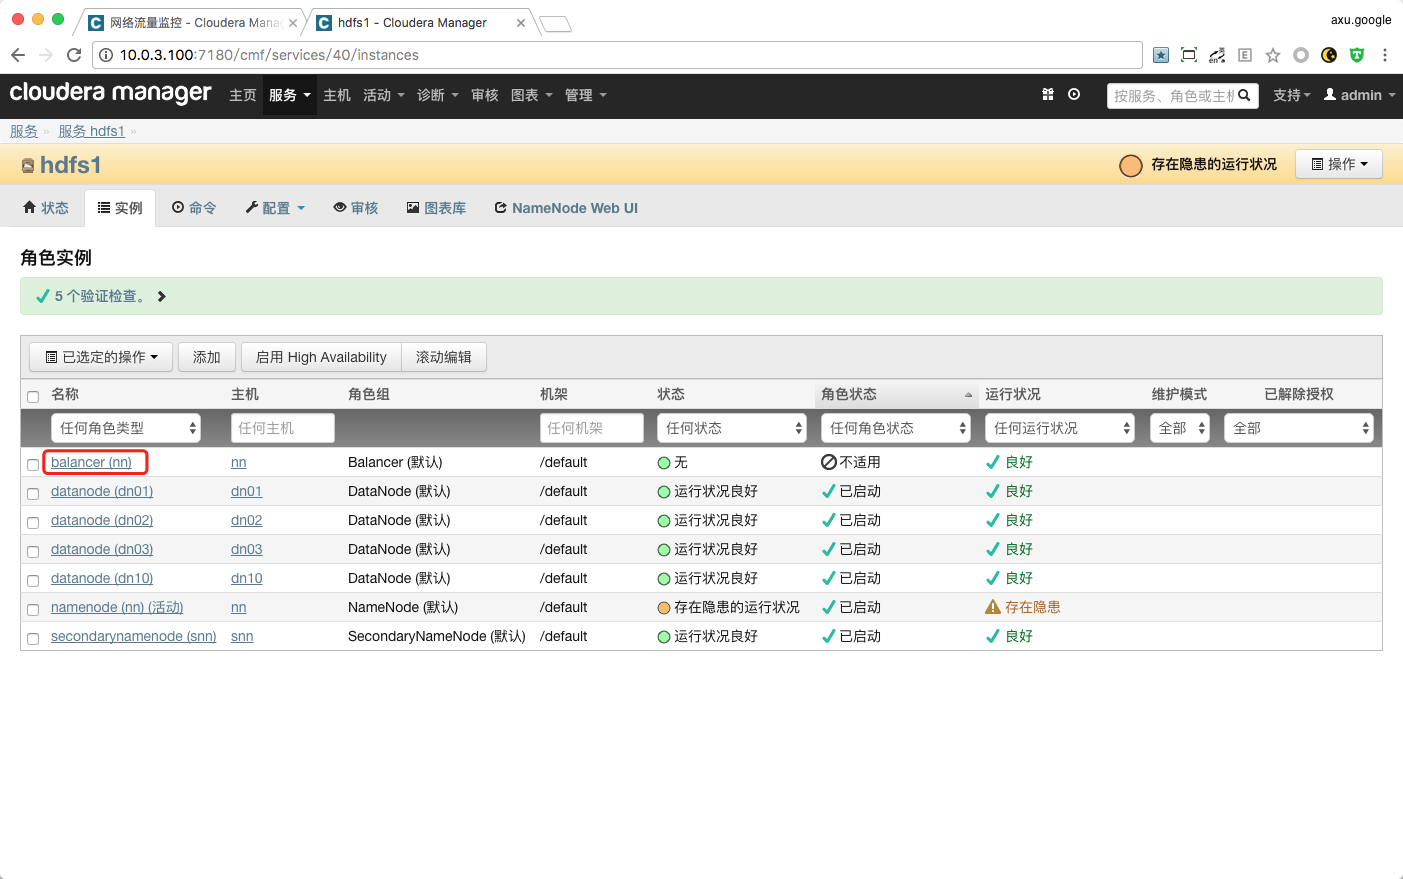 网络流量监控 - Cloudera Mana
hdfs1 - Cloudera Manager
axu.google
10.0.3.100:7180/cmf/services/40/instances
cloudera manager 主页 服务 主机 活动 诊断 审核 图表 管理 按服务、角色或主机 支持 admin
服务 » 服务 hdfs1 »
hdfs1 存在隐患的运行状况 操作
状态 实例 命令 配置 审核 图表库 NameNode Web UI
角色实例
5 个验证检查。
已选定的操作 添加 启用 High Availability 滚动编辑
名称 主机 角色组 机架 状态 角色状态 运行状况 维护模式 已解除授权
任何角色类型 任何主机 任何机架 任何状态 任何角色状态 任何运行状况 全部 全部
balancer (nn) nn Balancer (默认) /default 无 不适用 良好
datanode (dn01) dn01 DataNode (默认) /default 运行状况良好 已启动 良好
datanode (dn02) dn02 DataNode (默认) /default 运行状况良好 已启动 良好
datanode (dn03) dn03 DataNode (默认) /default 运行状况良好 已启动 良好
datanode (dn10) dn10 DataNode (默认) /default 运行状况良好 已启动 良好
namenode (nn) (活动) nn NameNode (默认) /default 存在隐患的运行状况 已启动 存在隐患
secondarynamenode (snn) snn SecondaryNameNode (默认) /default 运行状况良好 已启动 良好